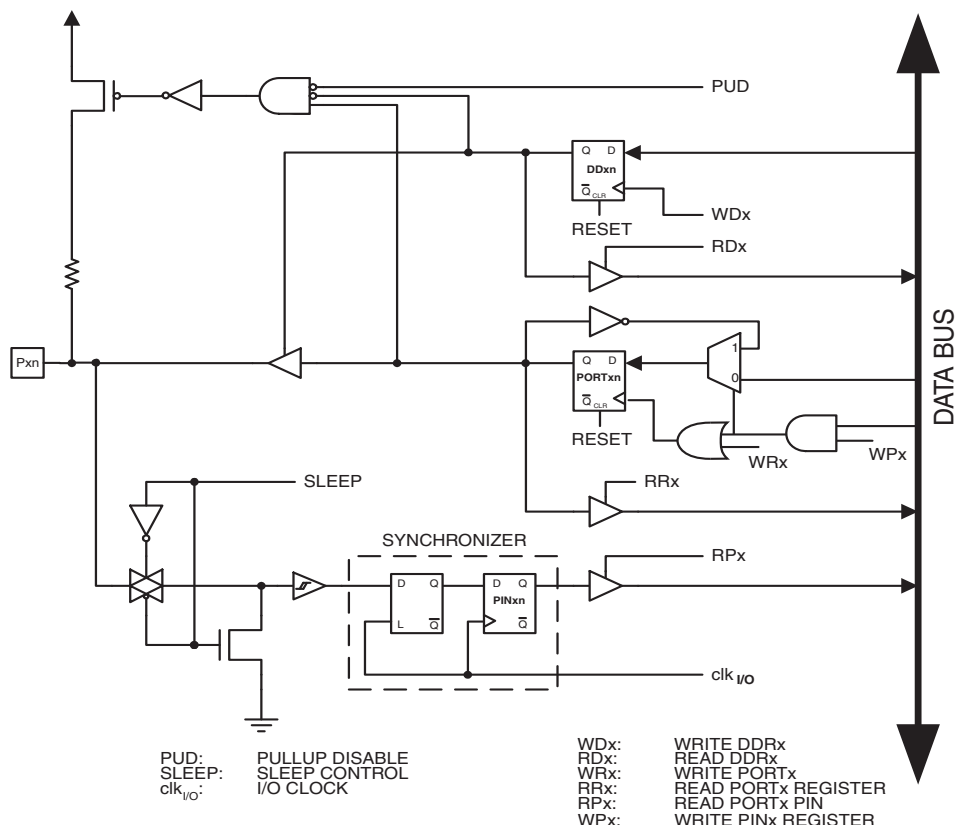 PUD
Q D
DDxn
Q CLR
WDx
RESET
RDx
Pxn
1
Q D
PORTxn
0
Q CLR
RESET
WRx
WPx
DATA BUS
SLEEP
RRx
SYNCHRONIZER
RPx
D Q
D Q
PINxn
L Q
Q
clk I/O
PUD: PULLUP DISABLE
SLEEP: SLEEP CONTROL
clkI/O: I/O CLOCK
WDx: WRITE DDRx
RDx: READ DDRx
WRx: WRITE PORTx
RRx: READ PORTx REGISTER
RPx: READ PORTx PIN
WPx: WRITE PINx REGISTER